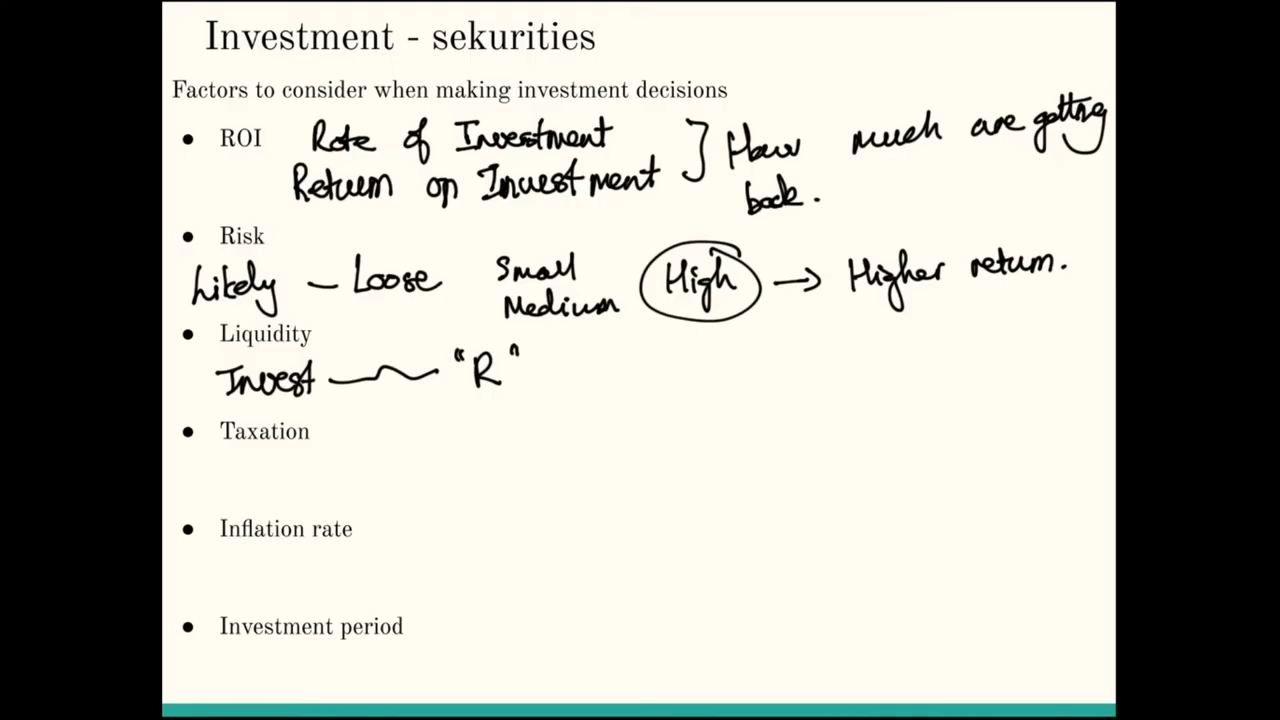 Investment - sekurities
Factors to consider when making investment decisions
• ROI Rate of Investment
Return on Investment } How much are getting
back.
• Risk
Likely – Loose Small Medium High → Higher return.
• Liquidity
Invest "R"
• Taxation
• Inflation rate
• Investment period